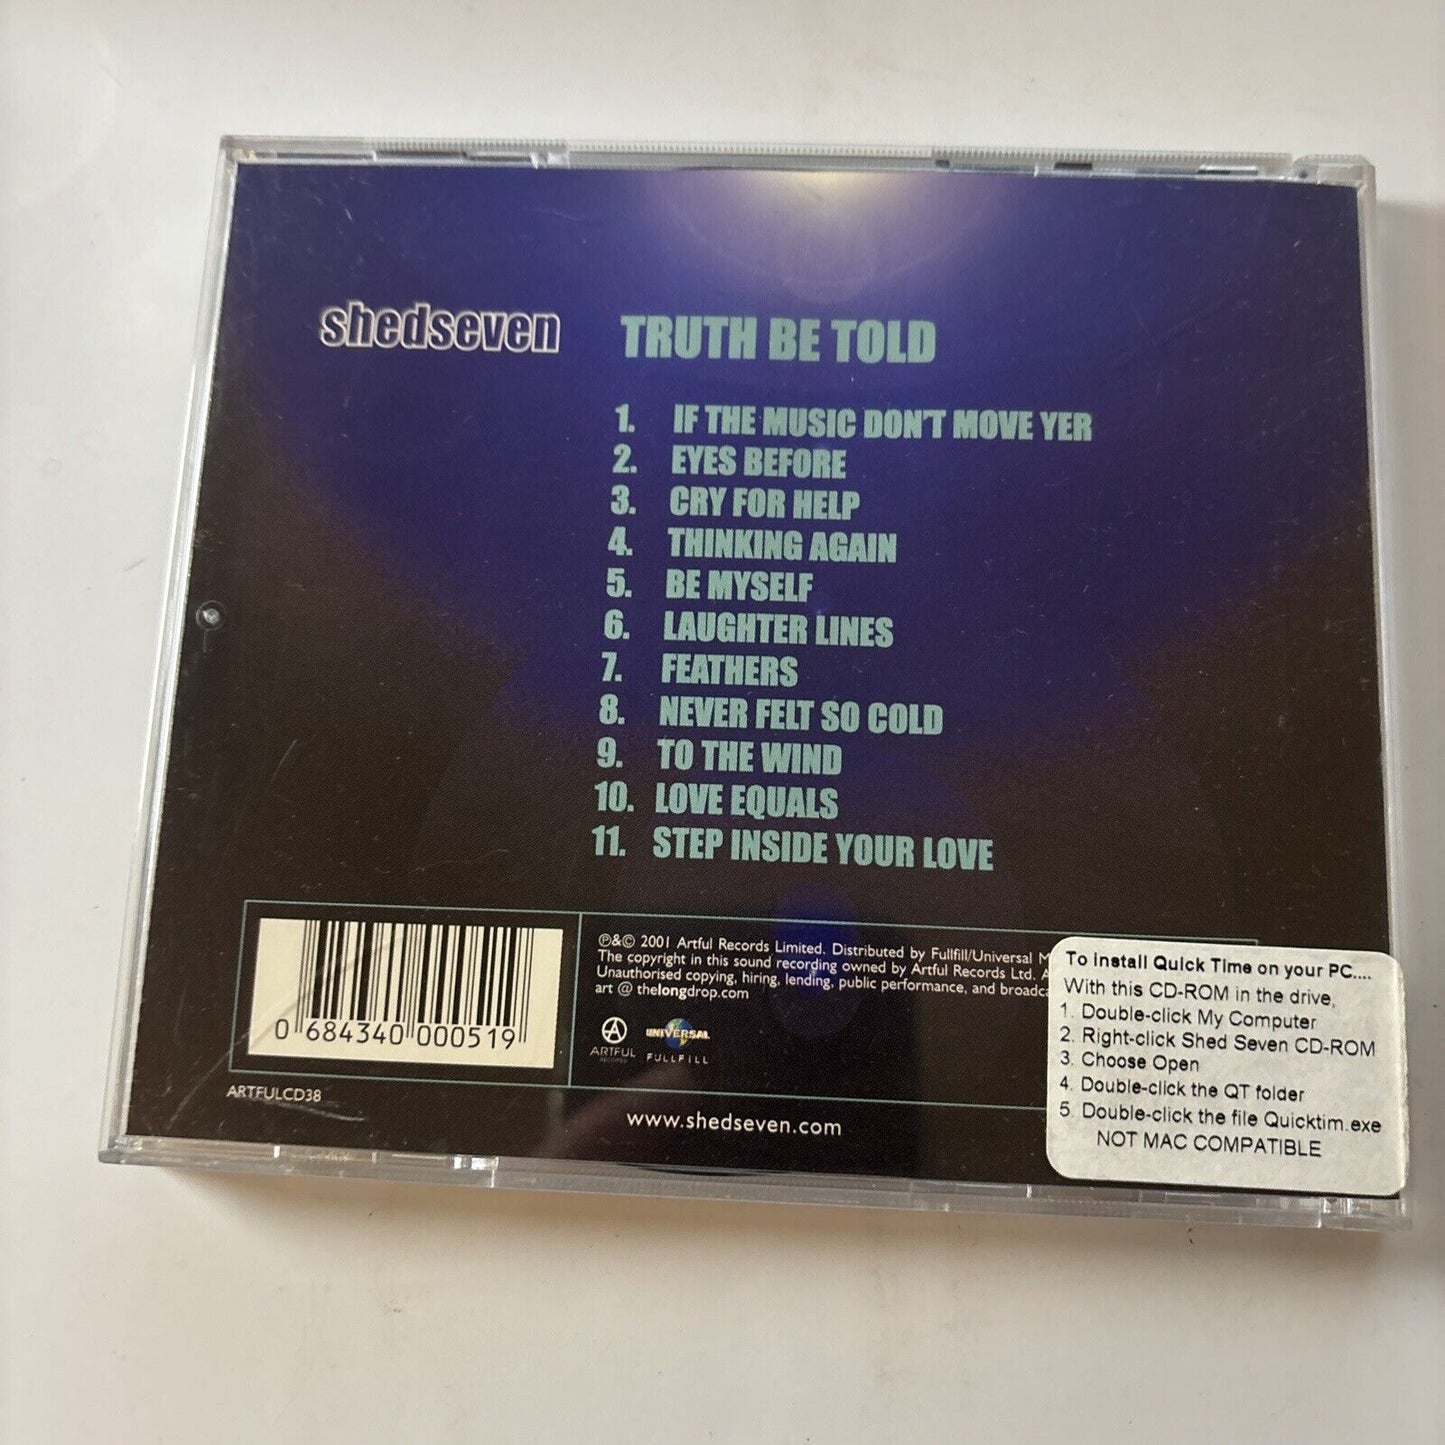 shedseven
TRUTH BE TOLD
1. IF THE MUSIC DON'T MOVE YER
2. EYES BEFORE
3. CRY FOR HELP
4. THINKING AGAIN
5. BE MYSELF
6. LAUGHTER LINES
7. FEATHERS
8. NEVER FELT SO COLD
9. TO THE WIND
10. LOVE EQUALS
11. STEP INSIDE YOUR LOVE
0 684340 000519
ARTFULCD38
℗&© 2001 Artful Records Limited. Distributed by Fullfill/Universal M
The copyright in this sound recording owned by Artful Records Ltd. A
Unauthorised copying, hiring, lending, public performance, and broadca
art @ thelongdrop.com
A
ARTFUL
RECORDS
UNIVERSAL
FULLFILL
www.shedseven.com
To install Quick Time on your PC....
With this CD-ROM in the drive,
1. Double-click My Computer
2. Right-click Shed Seven CD-ROM
3. Choose Open
4. Double-click the QT folder
5. Double-click the file Quicktim.exe
NOT MAC COMPATIBLE